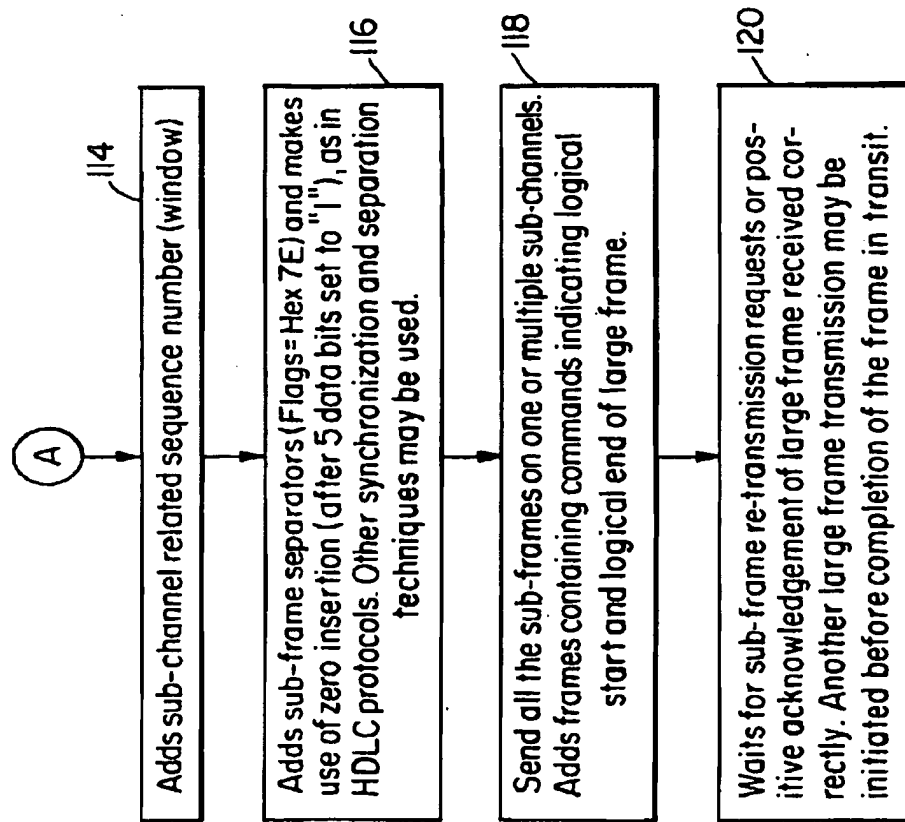 A
114
Adds sub-channel related sequence number (window)
116
Adds sub-frame separators (Flags=Hex 7E) and makes
use of zero insertion (after 5 data bits set to "1"), as in
HDLC protocols. Other synchronization and separation
techniques may be used.
118
Send all the sub-frames on one or multiple sub-channels.
Adds frames containing commands indicating logical
start and logical end of large frame.
120
Waits for sub-frame re-transmission requests or pos-
itive acknowledgement of large frame received cor-
rectly. Another large frame transmission may be
initiated before completion of the frame in transit.